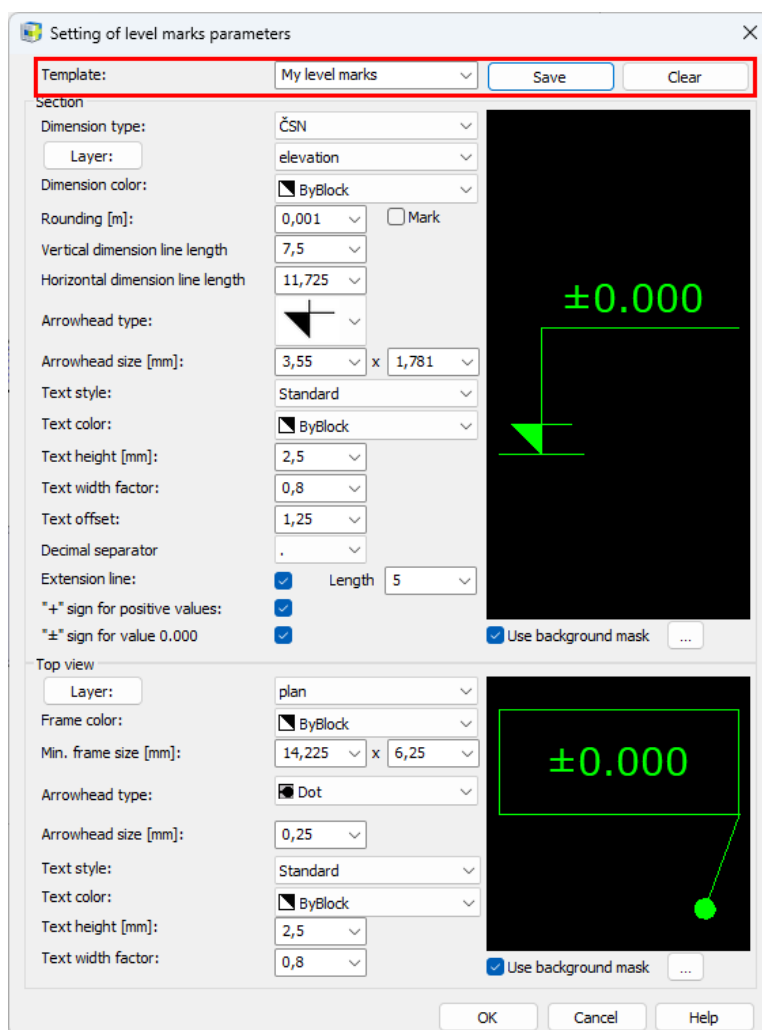 Setting of level marks parameters
Template: My level marks Save Clear
Section
Dimension type: ČSN
Layer: elevation
Dimension color: ByBlock
Rounding [m]: 0,001 Mark
Vertical dimension line length 7,5
Horizontal dimension line length 11,725
±0.000
Arrowhead type:
Arrowhead size [mm]: 3,55 x 1,781
Text style: Standard
Text color: ByBlock
Text height [mm]: 2,5
Text width factor: 0,8
Text offset: 1,25
Decimal separator .
Extension line: Length 5
"+" sign for positive values:
"±" sign for value 0.000 Use background mask ...
Top view
Layer: plan
Frame color: ByBlock
Min. frame size [mm]: 14,225 x 6,25
±0.000
Arrowhead type: Dot
Arrowhead size [mm]: 0,25
Text style: Standard
Text color: ByBlock
Text height [mm]: 2,5
Text width factor: 0,8 Use background mask ...
OK Cancel Help